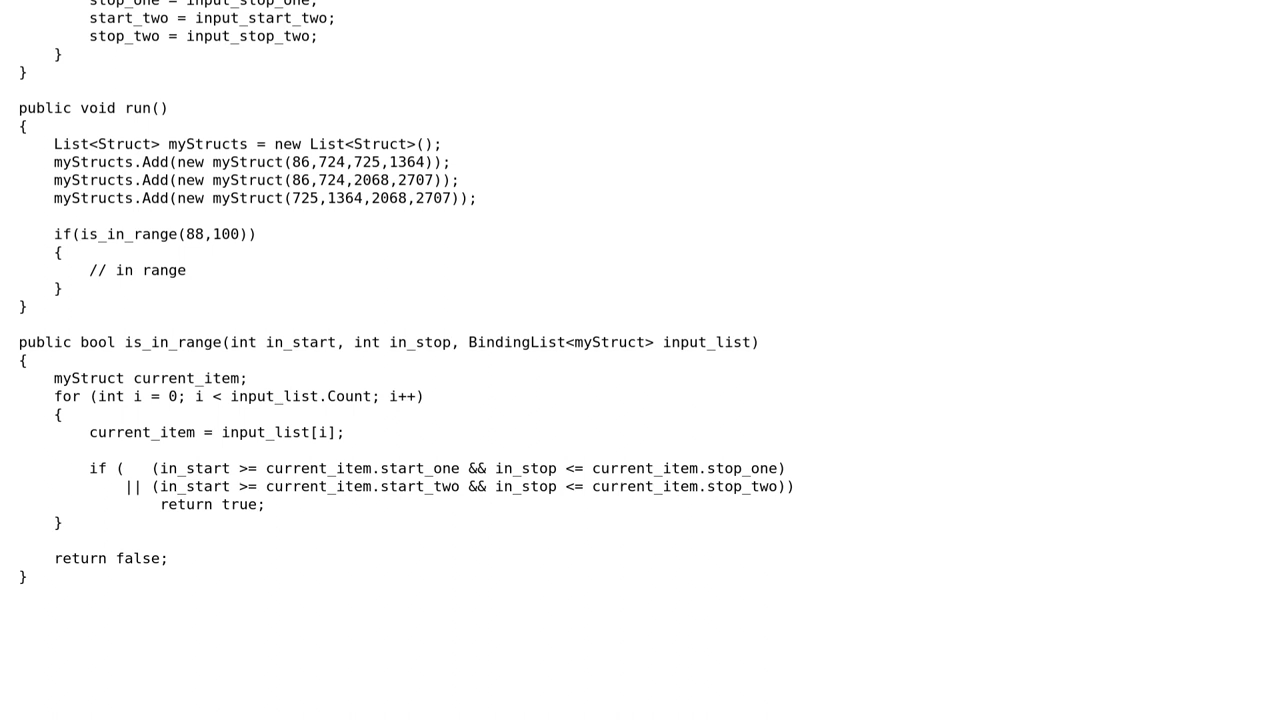 stop_one = input_stop_one;
        start_two = input_start_two;
        stop_two = input_stop_two;
    }
}

public void run()
{
    List<Struct> myStructs = new List<Struct>();
    myStructs.Add(new myStruct(86,724,725,1364));
    myStructs.Add(new myStruct(86,724,2068,2707));
    myStructs.Add(new myStruct(725,1364,2068,2707));

    if(is_in_range(88,100))
    {
        // in range
    }
}

public bool is_in_range(int in_start, int in_stop, BindingList<myStruct> input_list)
{
    myStruct current_item;
    for (int i = 0; i < input_list.Count; i++)
    {
        current_item = input_list[i];

        if (   (in_start >= current_item.start_one && in_stop <= current_item.stop_one)
            || (in_start >= current_item.start_two && in_stop <= current_item.stop_two))
                return true;
    }

    return false;
}